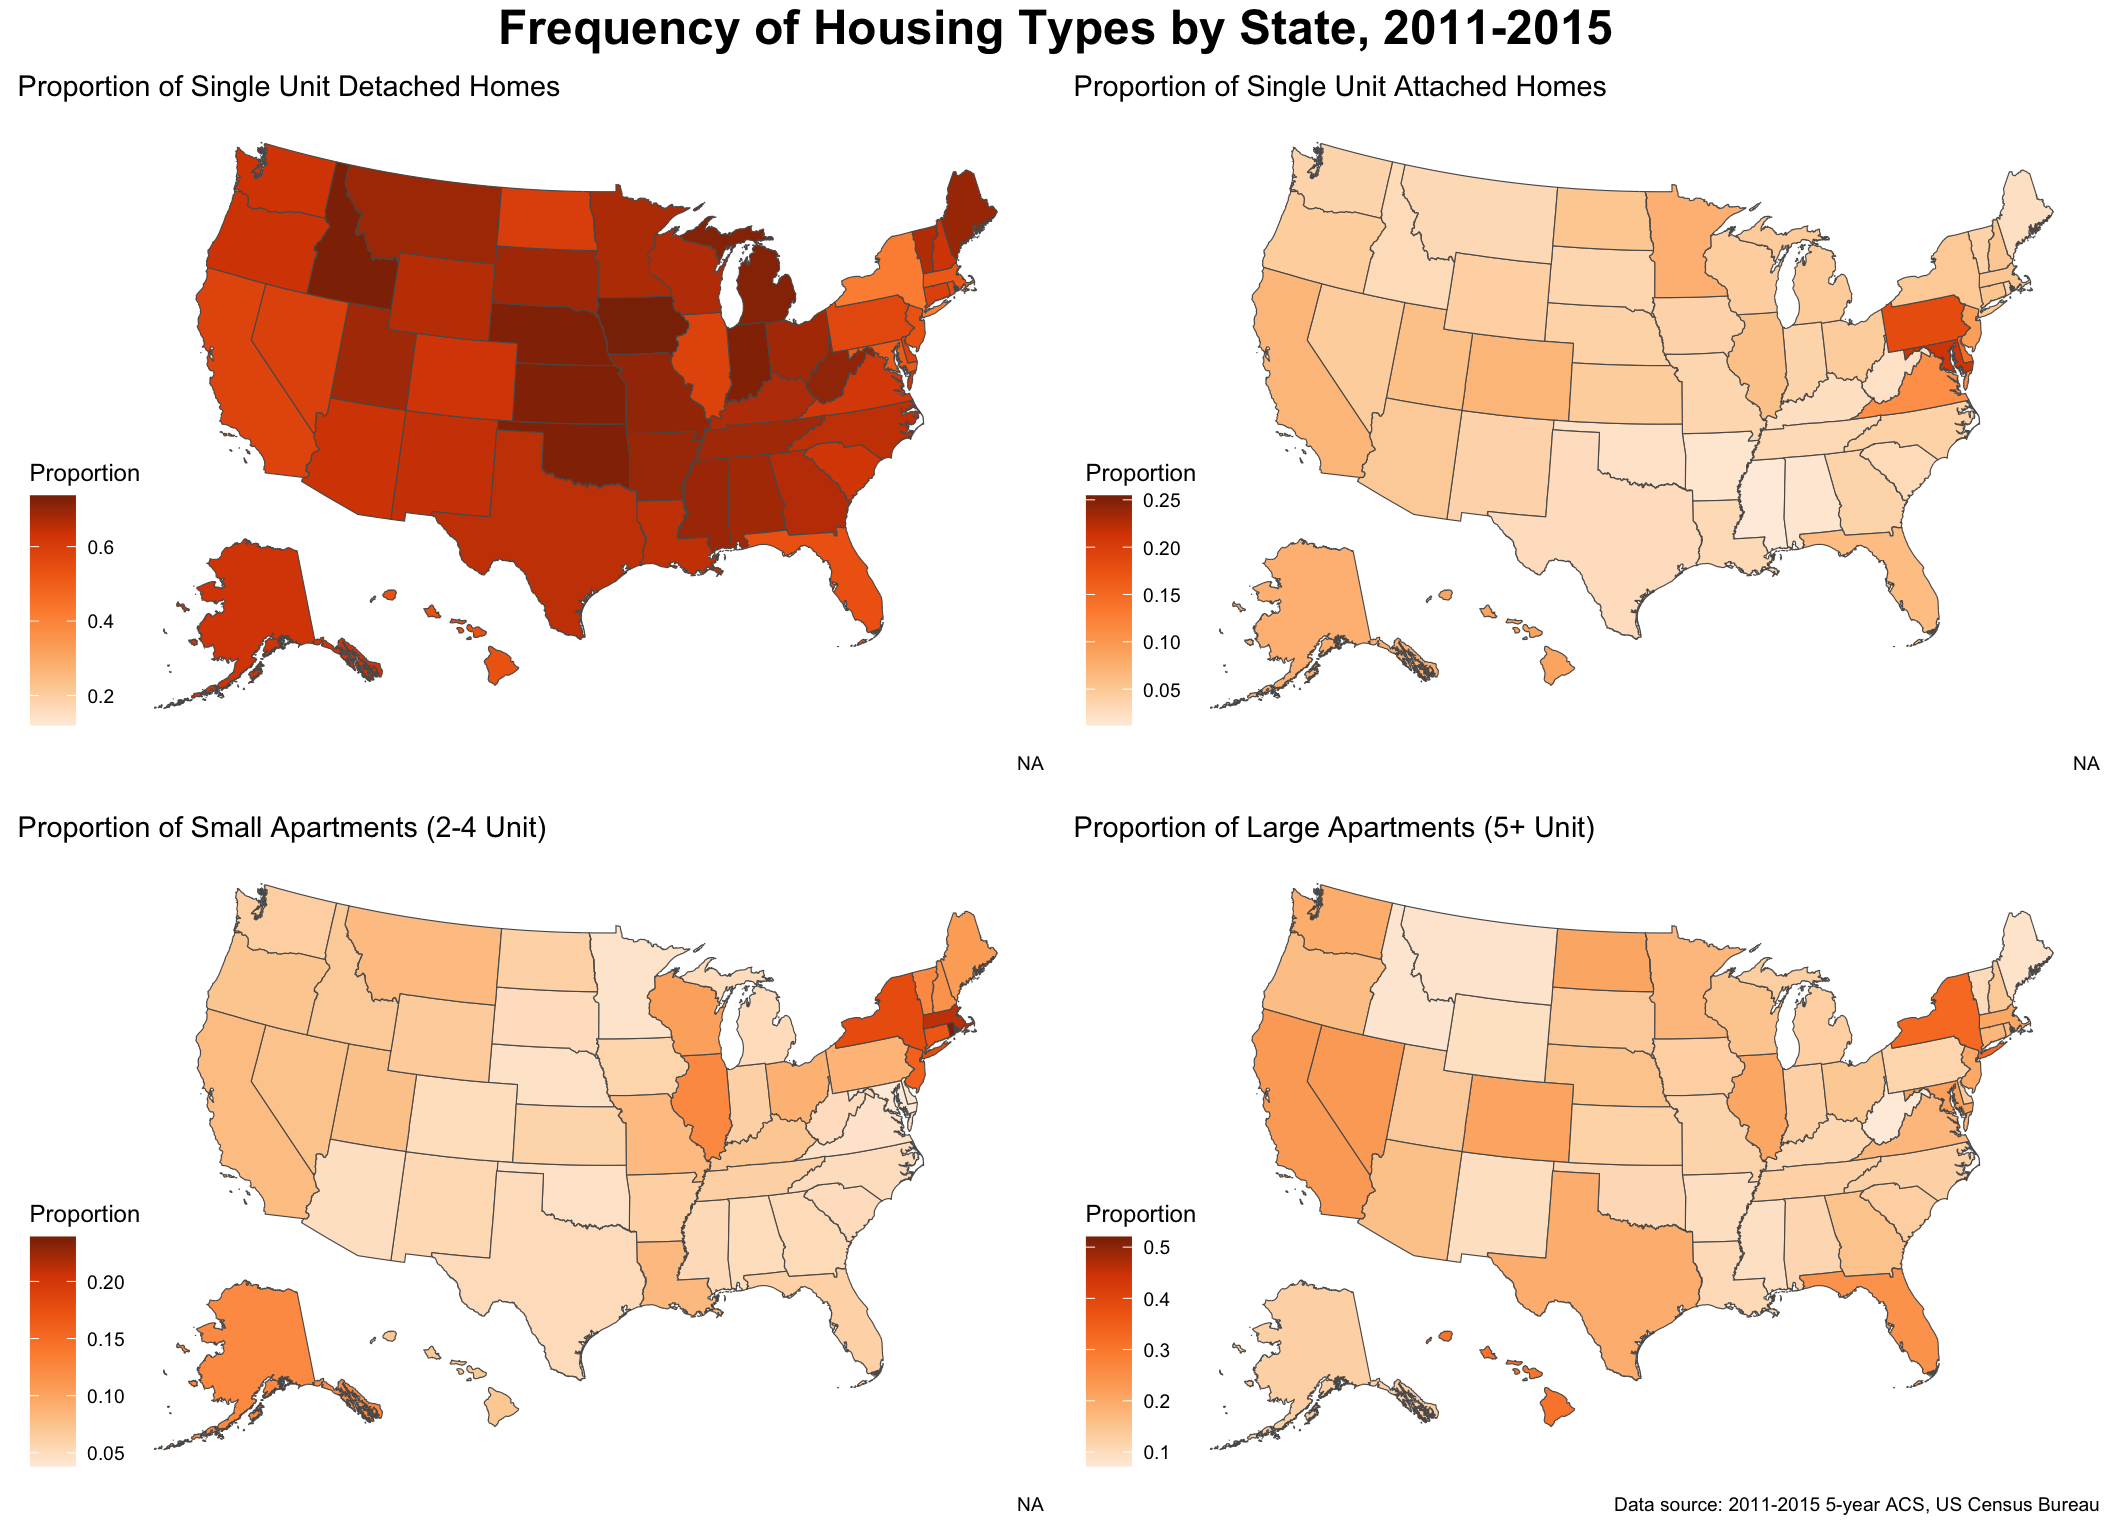 Frequency of Housing Types by State, 2011-2015
Proportion of Single Unit Detached Homes
Proportion
0.6
0.4
0.2
NA
Proportion of Single Unit Attached Homes
Proportion
0.25
0.20
0.15
0.10
0.05
NA
Proportion of Small Apartments (2-4 Unit)
Proportion
0.20
0.15
0.10
0.05
NA
Proportion of Large Apartments (5+ Unit)
Proportion
0.5
0.4
0.3
0.2
0.1
Data source: 2011-2015 5-year ACS, US Census Bureau